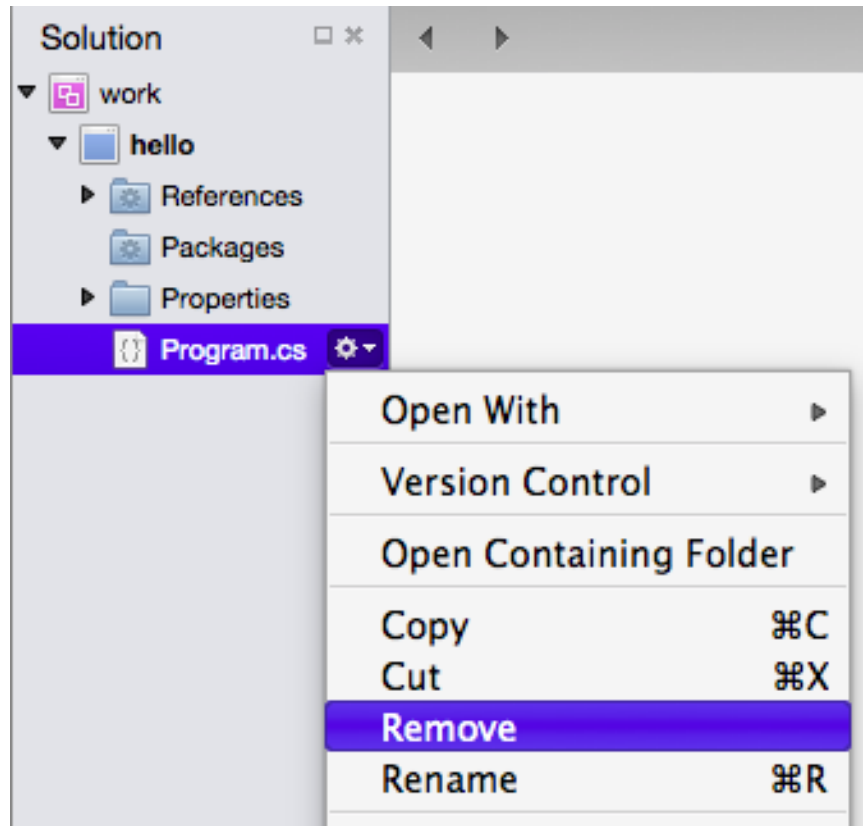 Solution
work
hello
References
Packages
Properties
{} Program.cs
Open With
Version Control
Open Containing Folder
Copy ⌘C
Cut ⌘X
Remove
Rename ⌘R